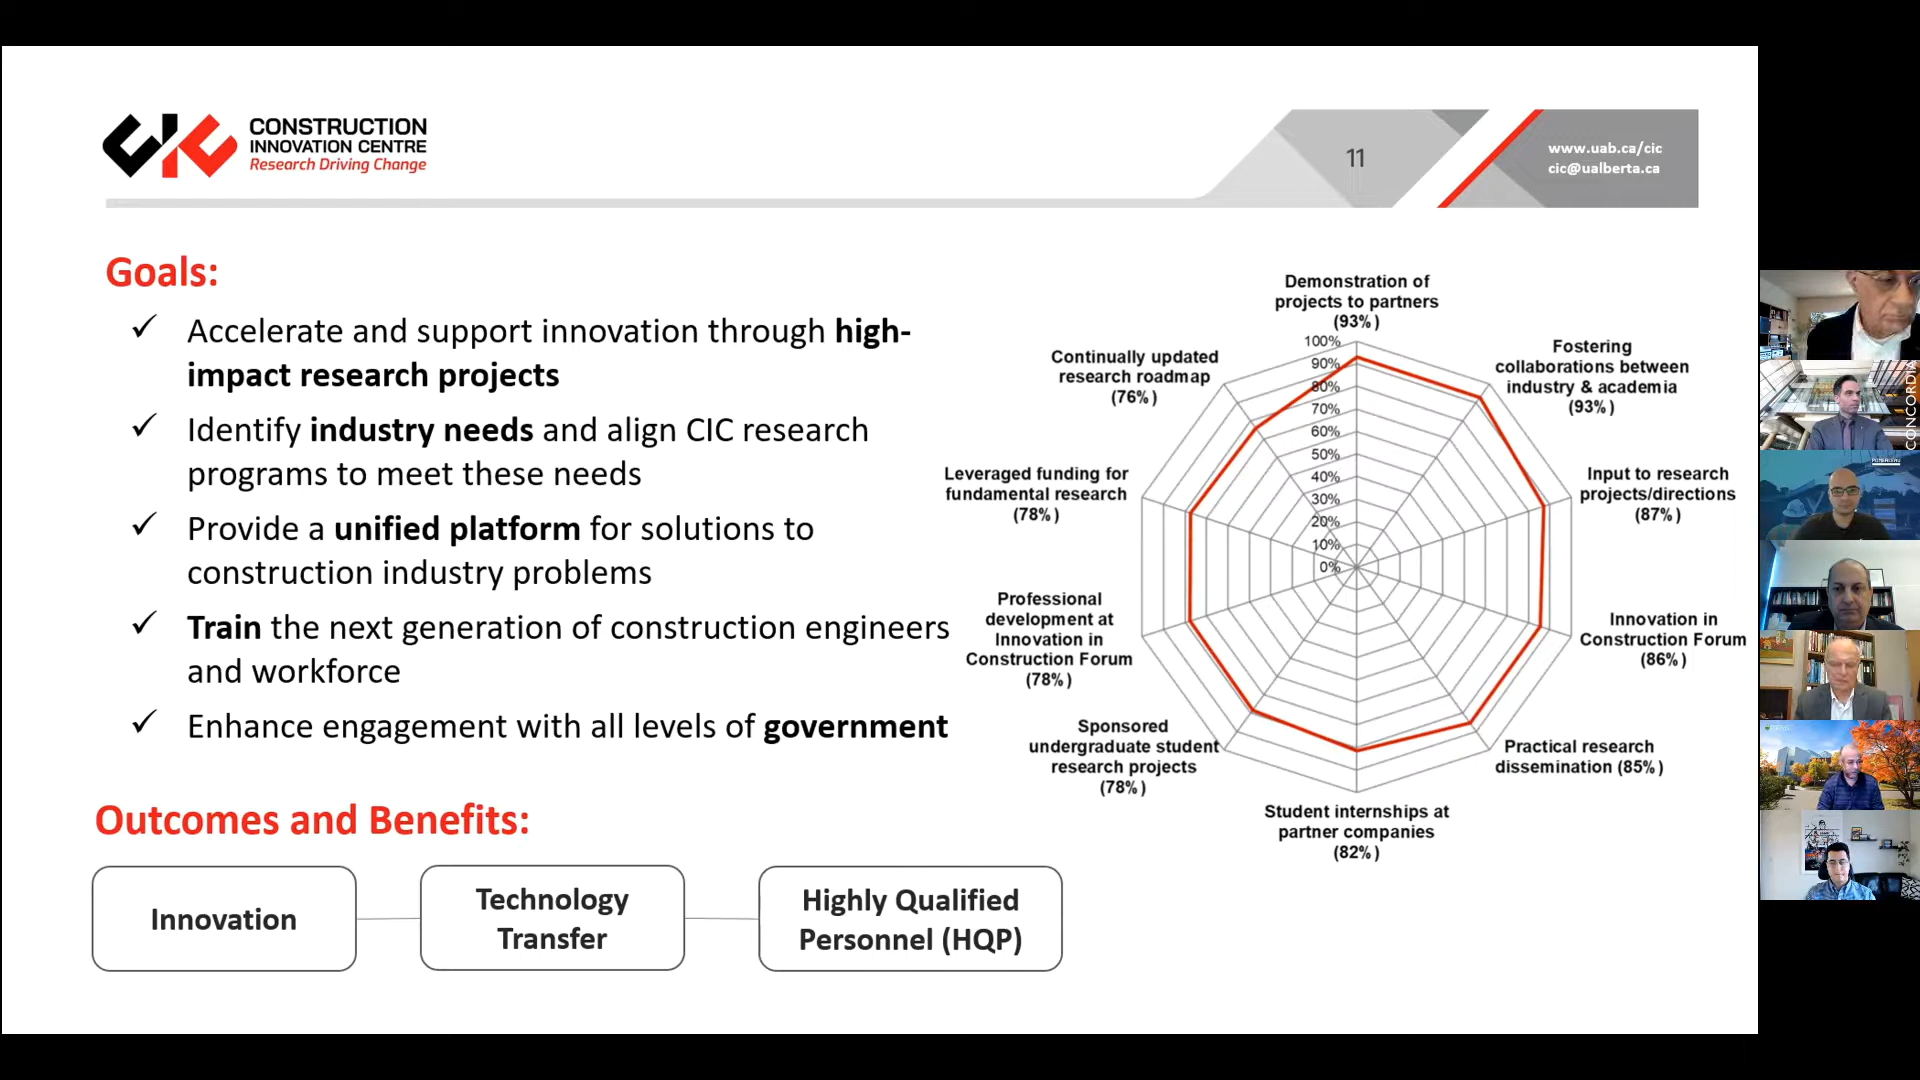 CIC
CONSTRUCTION
INNOVATION CENTRE
Research Driving Change
11
www.uab.ca/cic
cic@ualberta.ca
Goals:
✓ Accelerate and support innovation through high-
impact research projects
✓ Identify industry needs and align CIC research
programs to meet these needs
✓ Provide a unified platform for solutions to
construction industry problems
✓ Train the next generation of construction engineers
and workforce
✓ Enhance engagement with all levels of government
Outcomes and Benefits:
Innovation
Technology
Transfer
Highly Qualified
Personnel (HQP)
Demonstration of
projects to partners
(93%)
Fostering
collaborations between
industry & academia
(93%)
Input to research
projects/directions
(87%)
Innovation in
Construction Forum
(86%)
Practical research
dissemination (85%)
Student internships at
partner companies
(82%)
Sponsored
undergraduate student
research projects
(78%)
Professional
development at
Innovation in
Construction Forum
(78%)
Leveraged funding for
fundamental research
(78%)
Continually updated
research roadmap
(76%)
100%
90%
80%
70%
60%
50%
40%
30%
20%
10%
0%
CONCORDIA
POMERLEAU